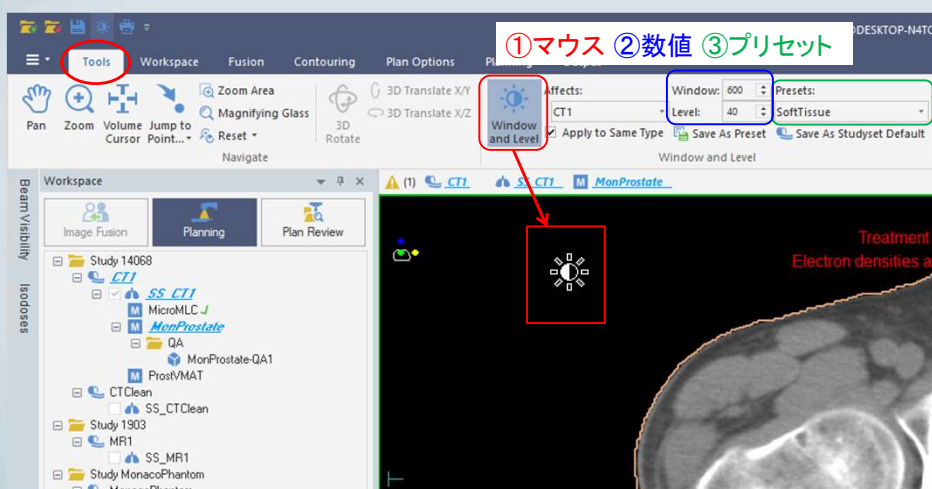 ①マウス ②数値 ③プリセット
DESKTOP-N4TC
Tools Workspace Fusion Contouring Plan Options
Pan
Zoom
Volume Cursor
Jump to Point...
Zoom Area
Magnifying Glass
Reset
3D Rotate
3D Translate X/Y
3D Translate X/Z
Navigate
Window and Level
Affects:
CT1
Apply to Same Type
Window: 600
Level: 40
Save As Preset
Presets:
SoftTissue
Save As Studyset Default
Window and Level
Beam Visibility
Isodoses
Workspace
Image Fusion
Planning
Plan Review
(1) CT1 SS_CT1 MonProstate
Study 14068
CT1
SS_CT1
MicroMLC
MonProstate
QA
MonProstate-QA1
ProstVMAT
CTClean
SS_CTClean
Study 1903
MR1
SS_MR1
Study MonacoPhantom
Treatment
Electron densities a